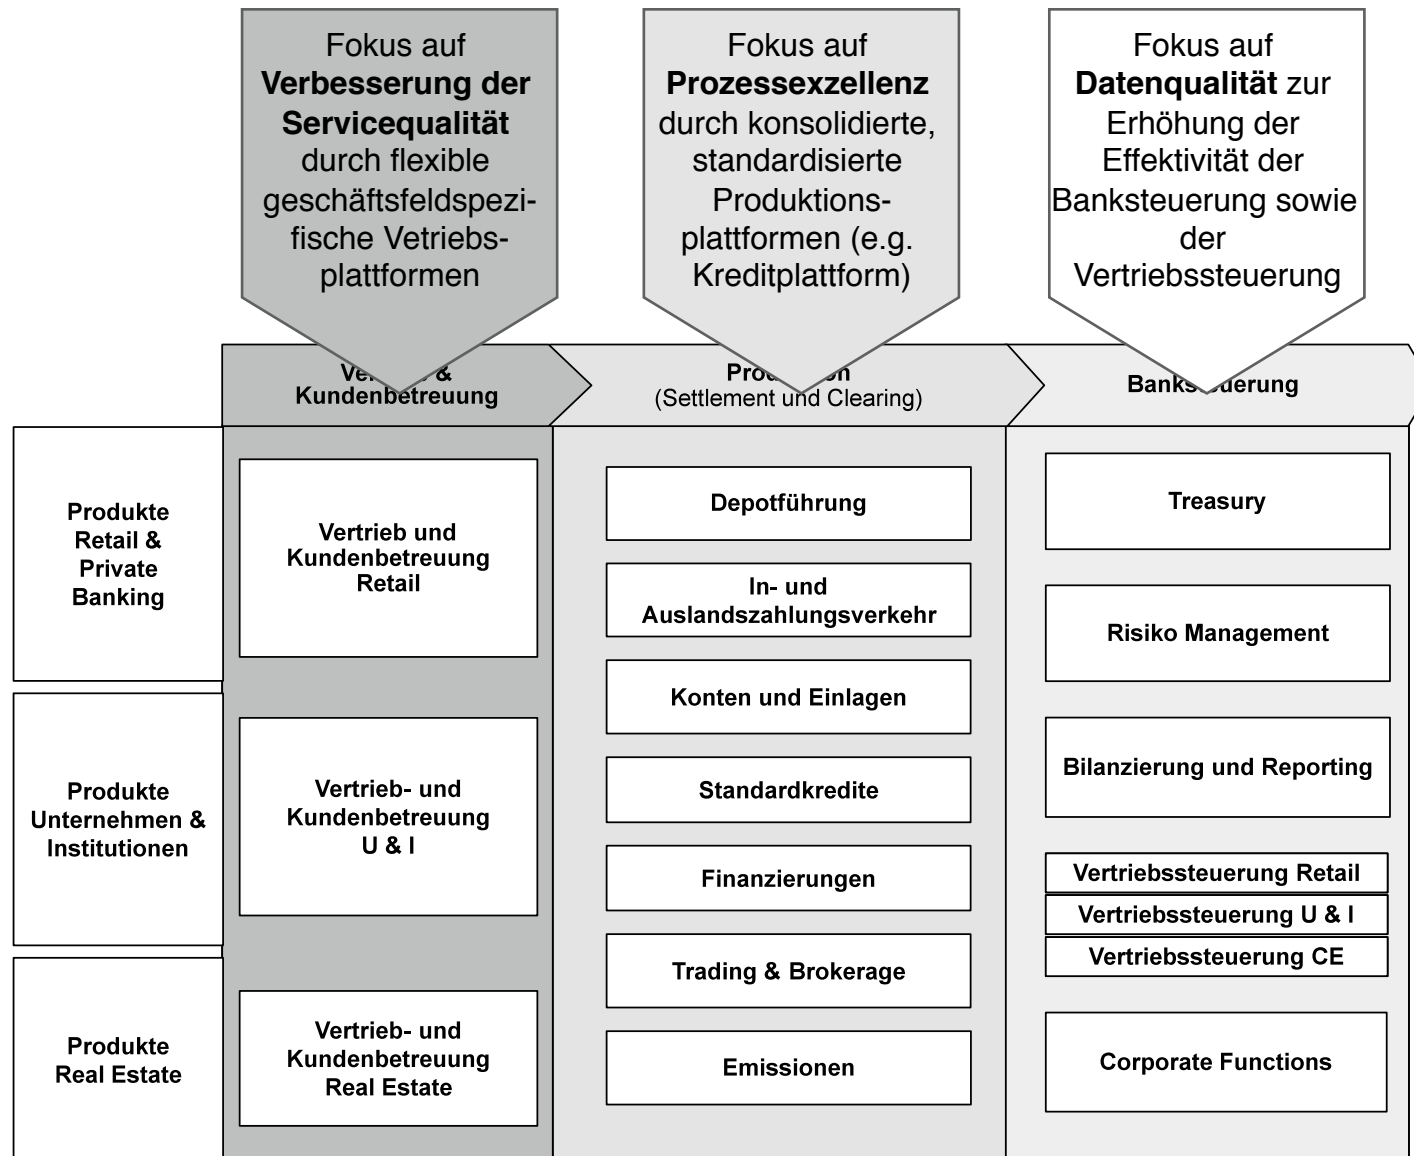 Fokus auf
Verbesserung der
Servicequalität
durch flexible
geschäftsfeldspezi-
fische Vetriebs-
plattformen
Fokus auf
Prozessexzellenz
durch konsolidierte,
standardisierte
Produktions-
plattformen (e.g.
Kreditplattform)
Fokus auf
Datenqualität zur
Erhöhung der
Effektivität der
Banksteuerung sowie
der
Vertriebssteuerung
&
Kundenbetreuung
(Settlement und Clearing)
Produkte
Retail &
Private
Banking
Produkte
Unternehmen &
Institutionen
Produkte
Real Estate
Vertrieb und
Kundenbetreuung
Retail
Vertrieb- und
Kundenbetreuung
U & I
Vertrieb- und
Kundenbetreuung
Real Estate
Depotführung
In- und
Auslandszahlungsverkehr
Konten und Einlagen
Standardkredite
Finanzierungen
Trading & Brokerage
Emissionen
Treasury
Risiko Management
Bilanzierung und Reporting
Vertriebssteuerung Retail
Vertriebssteuerung U & I
Vertriebssteuerung CE
Corporate Functions